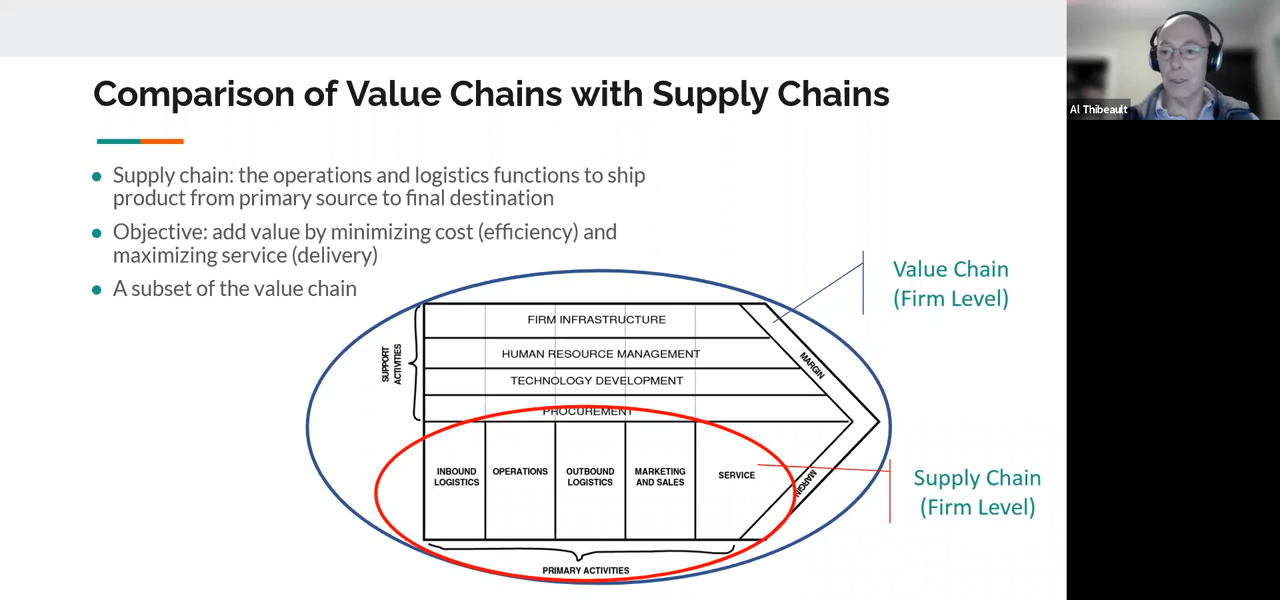 Comparison of Value Chains with Supply Chains
Al Thibeault
Supply chain: the operations and logistics functions to ship
product from primary source to final destination
Objective: add value by minimizing cost (efficiency) and
maximizing service (delivery)
A subset of the value chain
Value Chain
(Firm Level)
SUPPORT
ACTIVITIES
FIRM INFRASTRUCTURE
HUMAN RESOURCE MANAGEMENT
TECHNOLOGY DEVELOPMENT
PROCUREMENT
MARGIN
INBOUND
LOGISTICS
OPERATIONS
OUTBOUND
LOGISTICS
MARKETING
AND SALES
SERVICE
MARGIN
Supply Chain
(Firm Level)
PRIMARY ACTIVITIES